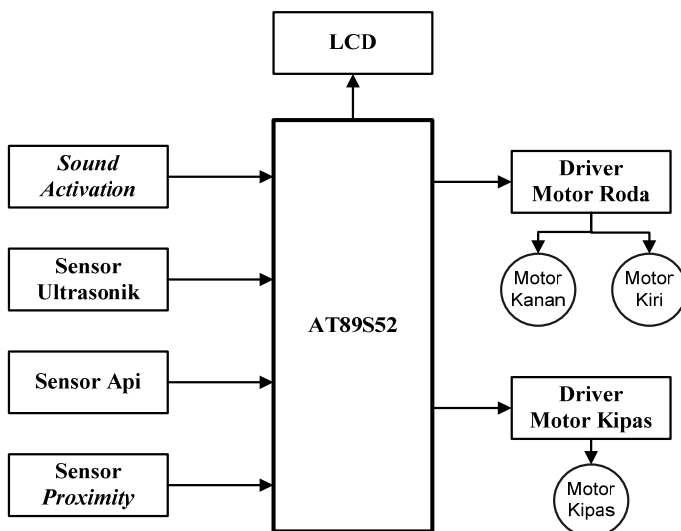 LCD
Sound
Activation
Sensor
Ultrasonik
Sensor Api
Sensor
Proximity
AT89S52
Driver
Motor Roda
Motor
Kanan
Motor
Kiri
Driver
Motor Kipas
Motor
Kipas